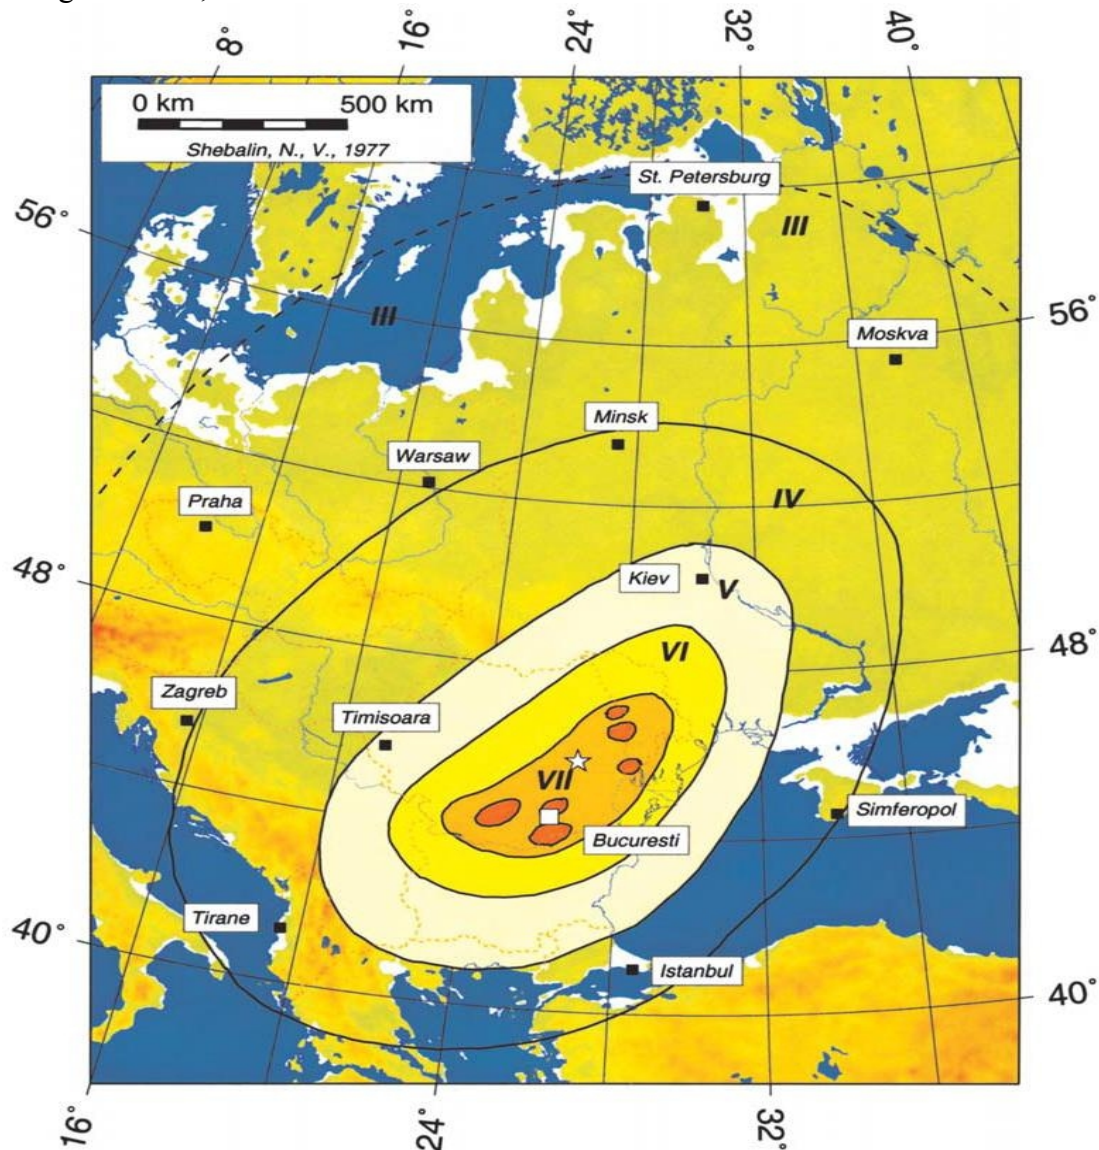 8°
16°
24°
32°
40°
0 km 500 km
Shebalin, N., V., 1977
St. Petersburg
56°
III
III
56°
Moskva
Minsk
Warsaw
IV
Praha
48°
Kiev
V
48°
VI
Zagreb
Timisoara
VII
Simferopol
Bucuresti
40°
Tirane
Istanbul
40°
16°
24°
32°